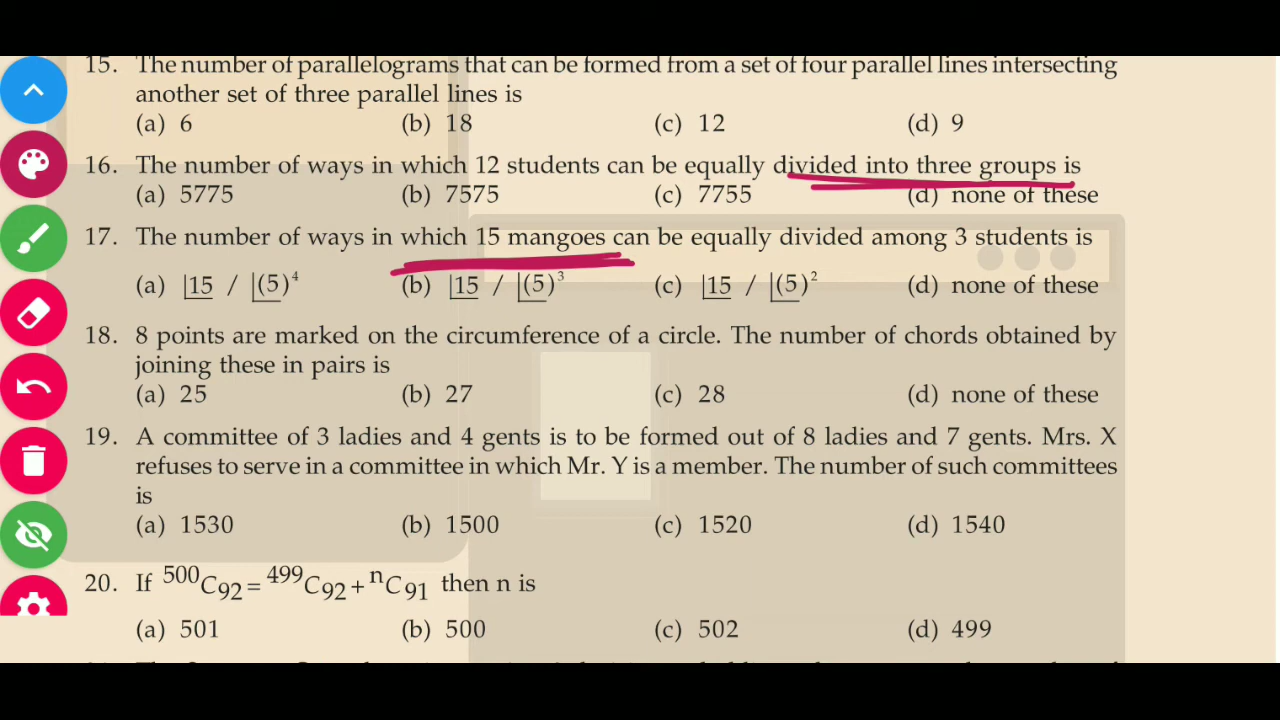 15. The number of parallelograms that can be formed from a set of four parallel lines intersecting
another set of three parallel lines is
(a) 6 (b) 18 (c) 12 (d) 9
16. The number of ways in which 12 students can be equally divided into three groups is
(a) 5775 (b) 7575 (c) 7755 (d) none of these
17. The number of ways in which 15 mangoes can be equally divided among 3 students is
(a) |15 / |(5)⁴ (b) |15 / |(5)³ (c) |15 / |(5)² (d) none of these
18. 8 points are marked on the circumference of a circle. The number of chords obtained by
joining these in pairs is
(a) 25 (b) 27 (c) 28 (d) none of these
19. A committee of 3 ladies and 4 gents is to be formed out of 8 ladies and 7 gents. Mrs. X
refuses to serve in a committee in which Mr. Y is a member. The number of such committees
is
(a) 1530 (b) 1500 (c) 1520 (d) 1540
20. If ⁵⁰⁰C₉₂ = ⁴⁹⁹C₉₂ + ⁿC₉₁ then n is
(a) 501 (b) 500 (c) 502 (d) 499